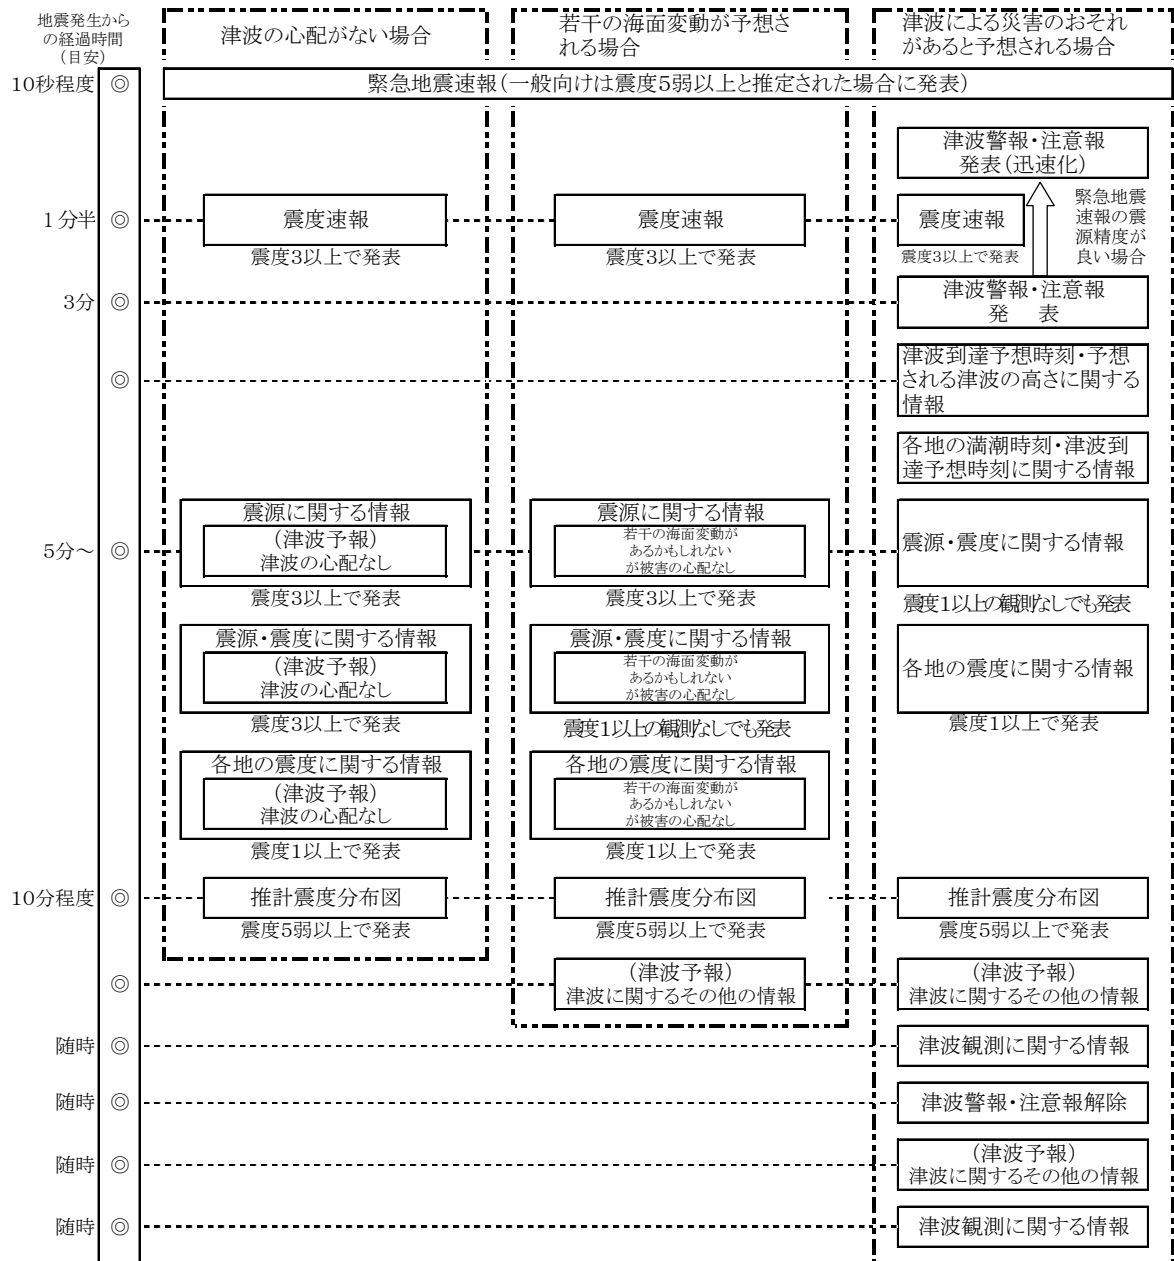 地震発生から
の経過時間
（目安）
津波の心配がない場合
若干の海面変動が予想さ
れる場合
津波による災害のおそれ
があると予想される場合
10秒程度
◎
緊急地震速報（一般向けは震度5弱以上と推定された場合に発表）
津波警報・注意報
発表（迅速化）
緊急地震
速報の震
源精度が
良い場合
1分半
◎
震度速報
震度3以上で発表
震度速報
震度3以上で発表
震度速報
震度3以上で発表
3分
◎
津波警報・注意報
発　表
◎
津波到達予想時刻・予想
される津波の高さに関する
情報
各地の満潮時刻・津波到
達予想時刻に関する情報
5分～
◎
震源に関する情報
（津波予報）
津波の心配なし
震度3以上で発表
震源に関する情報
若干の海面変動が
あるかもしれない
が被害の心配なし
震度3以上で発表
震源・震度に関する情報
震度1以上の観測なしでも発表
震源・震度に関する情報
（津波予報）
津波の心配なし
震度3以上で発表
震源・震度に関する情報
若干の海面変動が
あるかもしれない
が被害の心配なし
震度1以上の観測なしでも発表
各地の震度に関する情報
震度1以上で発表
各地の震度に関する情報
（津波予報）
津波の心配なし
震度1以上で発表
各地の震度に関する情報
若干の海面変動が
あるかもしれない
が被害の心配なし
震度1以上で発表
10分程度
◎
推計震度分布図
震度5弱以上で発表
推計震度分布図
震度5弱以上で発表
推計震度分布図
震度5弱以上で発表
◎
（津波予報）
津波に関するその他の情報
（津波予報）
津波に関するその他の情報
随時
◎
津波観測に関する情報
随時
◎
津波警報・注意報解除
随時
◎
（津波予報）
津波に関するその他の情報
随時
◎
津波観測に関する情報